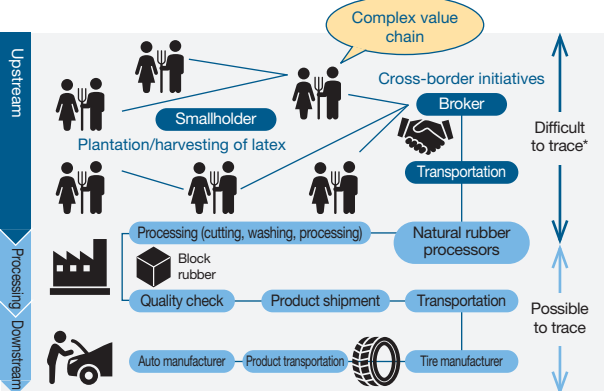 Complex value
chain
Upstream
Cross-border initiatives
Smallholder
Broker
Plantation/harvesting of latex
Difficult
to trace*
Transportation
Processing (cutting, washing, processing)
Natural rubber
processors
Processing
Block
rubber
Quality check
Product shipment
Transportation
Possible
to trace
Downstream
Auto manufacturer
Product transportation
Tire manufacturer